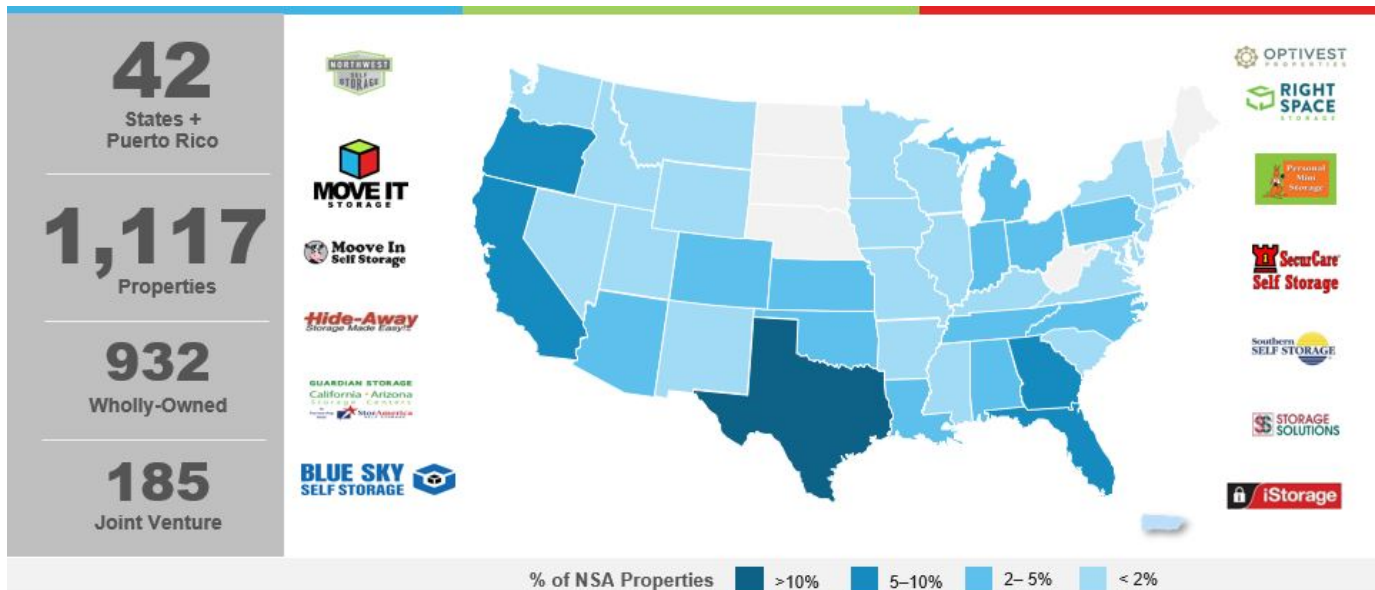 42
States +
Puerto Rico
1,117
Properties
932
Wholly-Owned
185
Joint Venture
NORTHWEST
SELF
STORAGE
MOVE IT
STORAGE
Moove In
Self Storage
Hide-Away
Storage Made Easy!
GUARDIAN STORAGE
California • Arizona
Storage Centers
StorAmerica
SELF STORAGE
BLUE SKY
SELF STORAGE
OPTIVEST
PROPERTIES
RIGHT
SPACE
STORAGE
Personal
Mini
Storage
SecurCare
Self Storage
Southern
SELF STORAGE
SS STORAGE
SOLUTIONS
iStorage
% of NSA Properties >10% 5–10% 2– 5% < 2%